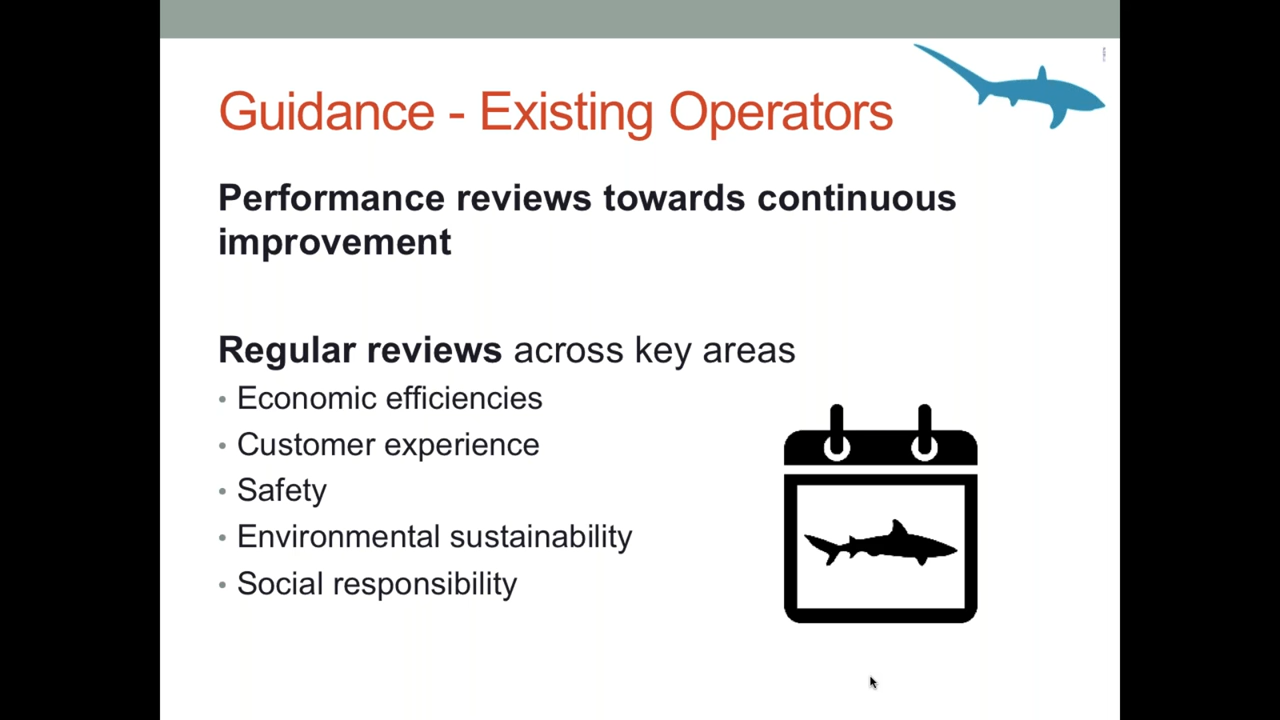 Guidance - Existing Operators
Performance reviews towards continuous
improvement
Regular reviews across key areas
• Economic efficiencies
• Customer experience
• Safety
• Environmental sustainability
• Social responsibility